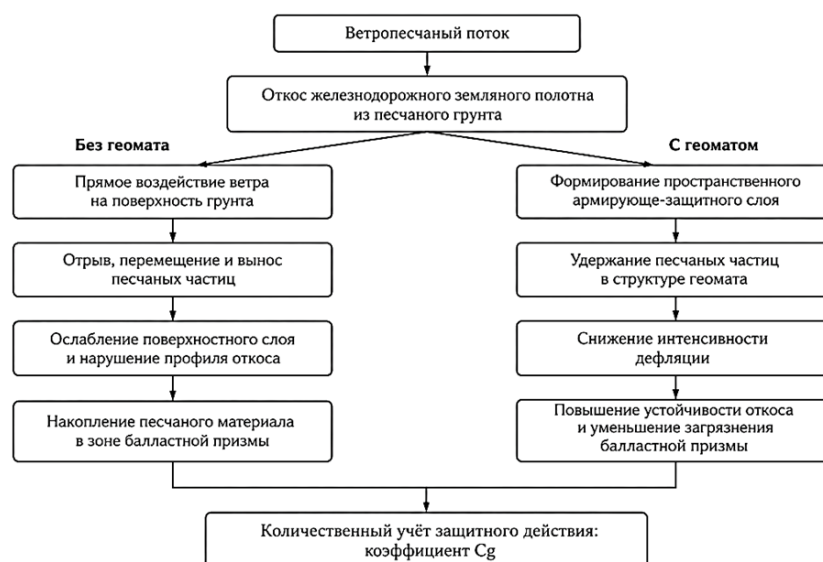 Ветропесчаный поток
Откос железнодорожного земляного полотна
из песчаного грунта
Без геомата
С геоматом
Прямое воздействие ветра
на поверхность грунта
Формирование пространственного
армирующе-защитного слоя
Отрыв, перемещение и вынос
песчаных частиц
Удержание песчаных частиц
в структуре геомата
Ослабление поверхностного слоя
и нарушение профиля откоса
Снижение интенсивности
дефляции
Накопление песчаного материала
в зоне балластной призмы
Повышение устойчивости откоса
и уменьшение загрязнения
балластной призмы
Количественный учёт защитного действия:
коэффициент Cg